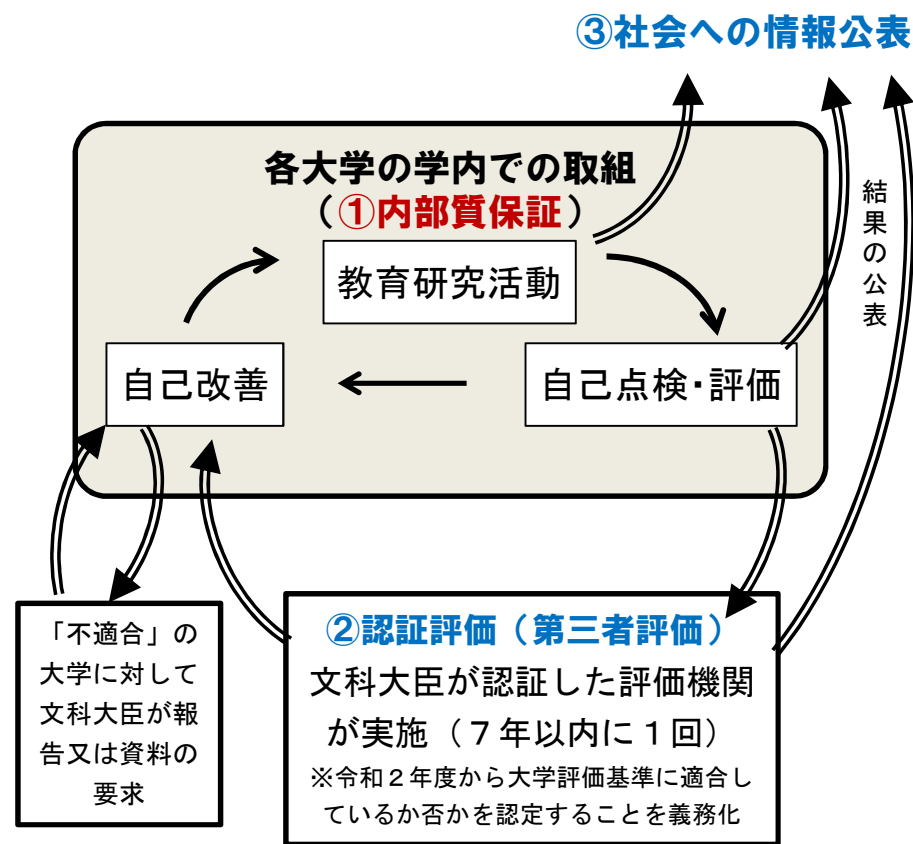 ③社会への情報公表
各大学の学内での取組
（①内部質保証）
教育研究活動
結果の公表
自己改善
自己点検・評価
「不適合」の
大学に対して
文科大臣が報
告又は資料の
要求
②認証評価（第三者評価）
文科大臣が認証した評価機関
が実施（７年以内に１回）
※令和２年度から大学評価基準に適合し
ているか否かを認定することを義務化